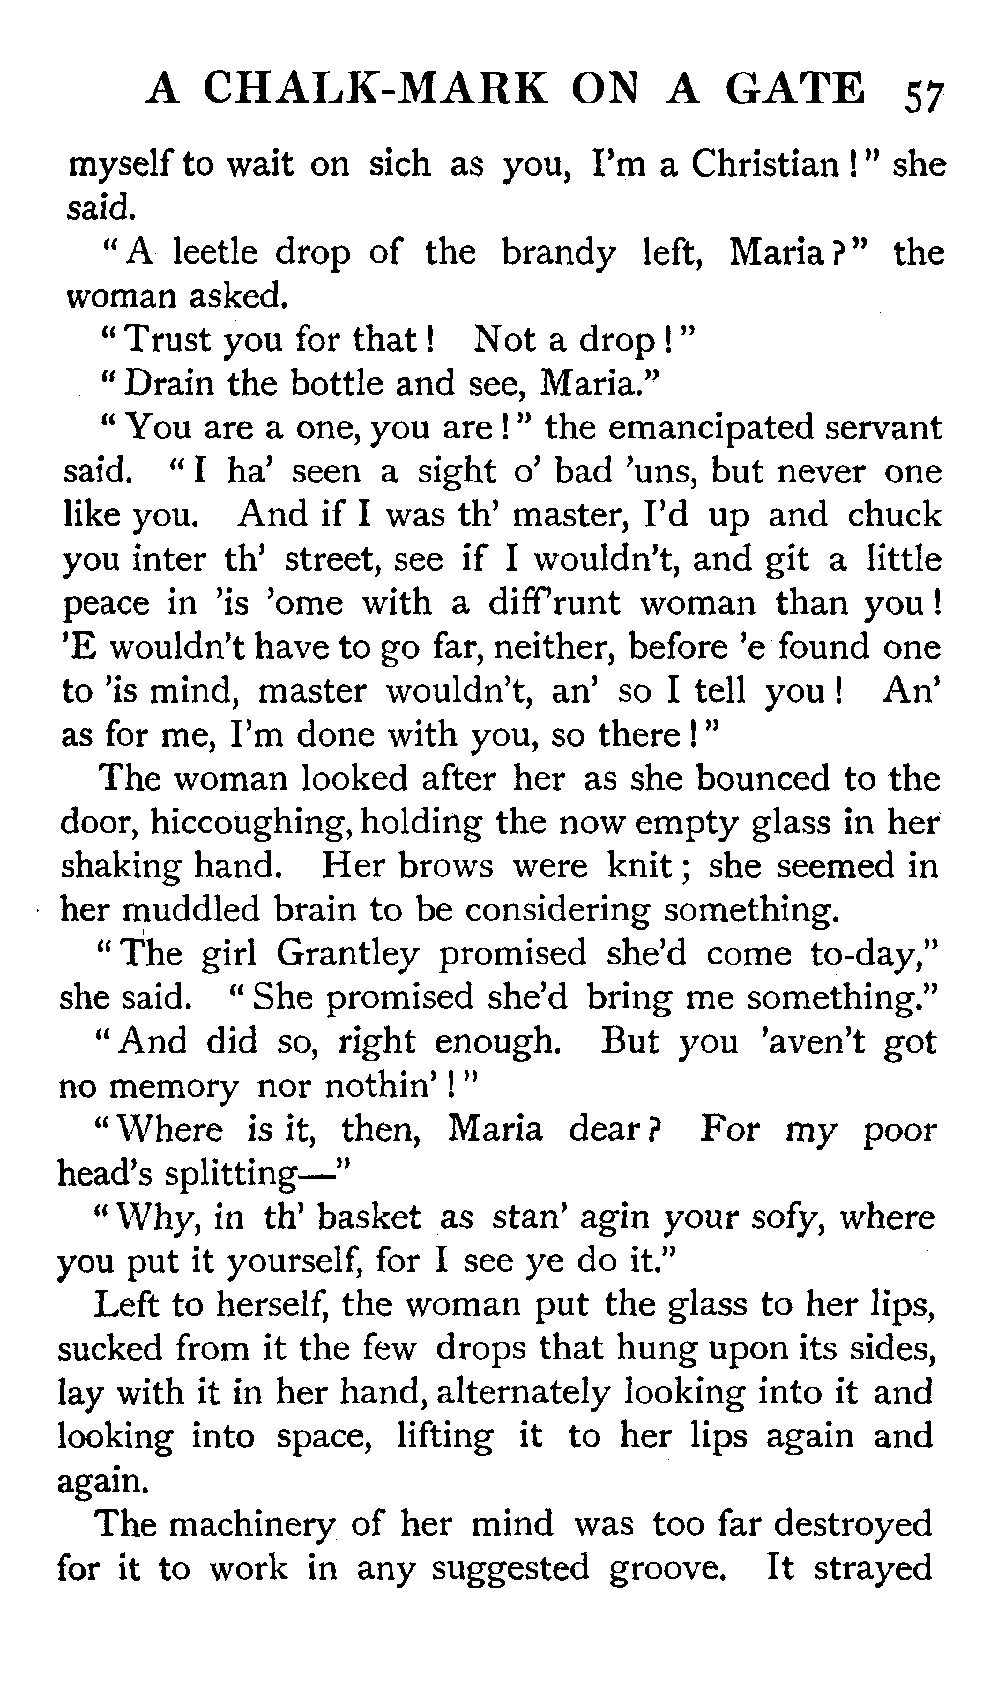 A CHALK-MARK ON A GATE 57
myself to wait on sich as you, I'm a Christian!" she
said.
"A leetle drop of the brandy left, Maria?" the
woman asked.
"Trust you for that! Not a drop!"
"Drain the bottle and see, Maria."
"You are a one, you are!" the emancipated servant
said. "I ha' seen a sight o' bad 'uns, but never one
like you. And if I was th' master, I'd up and chuck
you inter th' street, see if I wouldn't, and git a little
peace in 'is 'ome with a diff'runt woman than you!
'E wouldn't have to go far, neither, before 'e found one
to 'is mind, master wouldn't, an' so I tell you! An'
as for me, I'm done with you, so there!"
The woman looked after her as she bounced to the
door, hiccoughing, holding the now empty glass in her
shaking hand. Her brows were knit; she seemed in
her muddled brain to be considering something.
"The girl Grantley promised she'd come to-day,"
she said. "She promised she'd bring me something."
"And did so, right enough. But you 'aven't got
no memory nor nothin'!"
"Where is it, then, Maria dear? For my poor
head's splitting—"
"Why, in th' basket as stan' agin your sofy, where
you put it yourself, for I see ye do it."
Left to herself, the woman put the glass to her lips,
sucked from it the few drops that hung upon its sides,
lay with it in her hand, alternately looking into it and
looking into space, lifting it to her lips again and
again.
The machinery of her mind was too far destroyed
for it to work in any suggested groove. It strayed